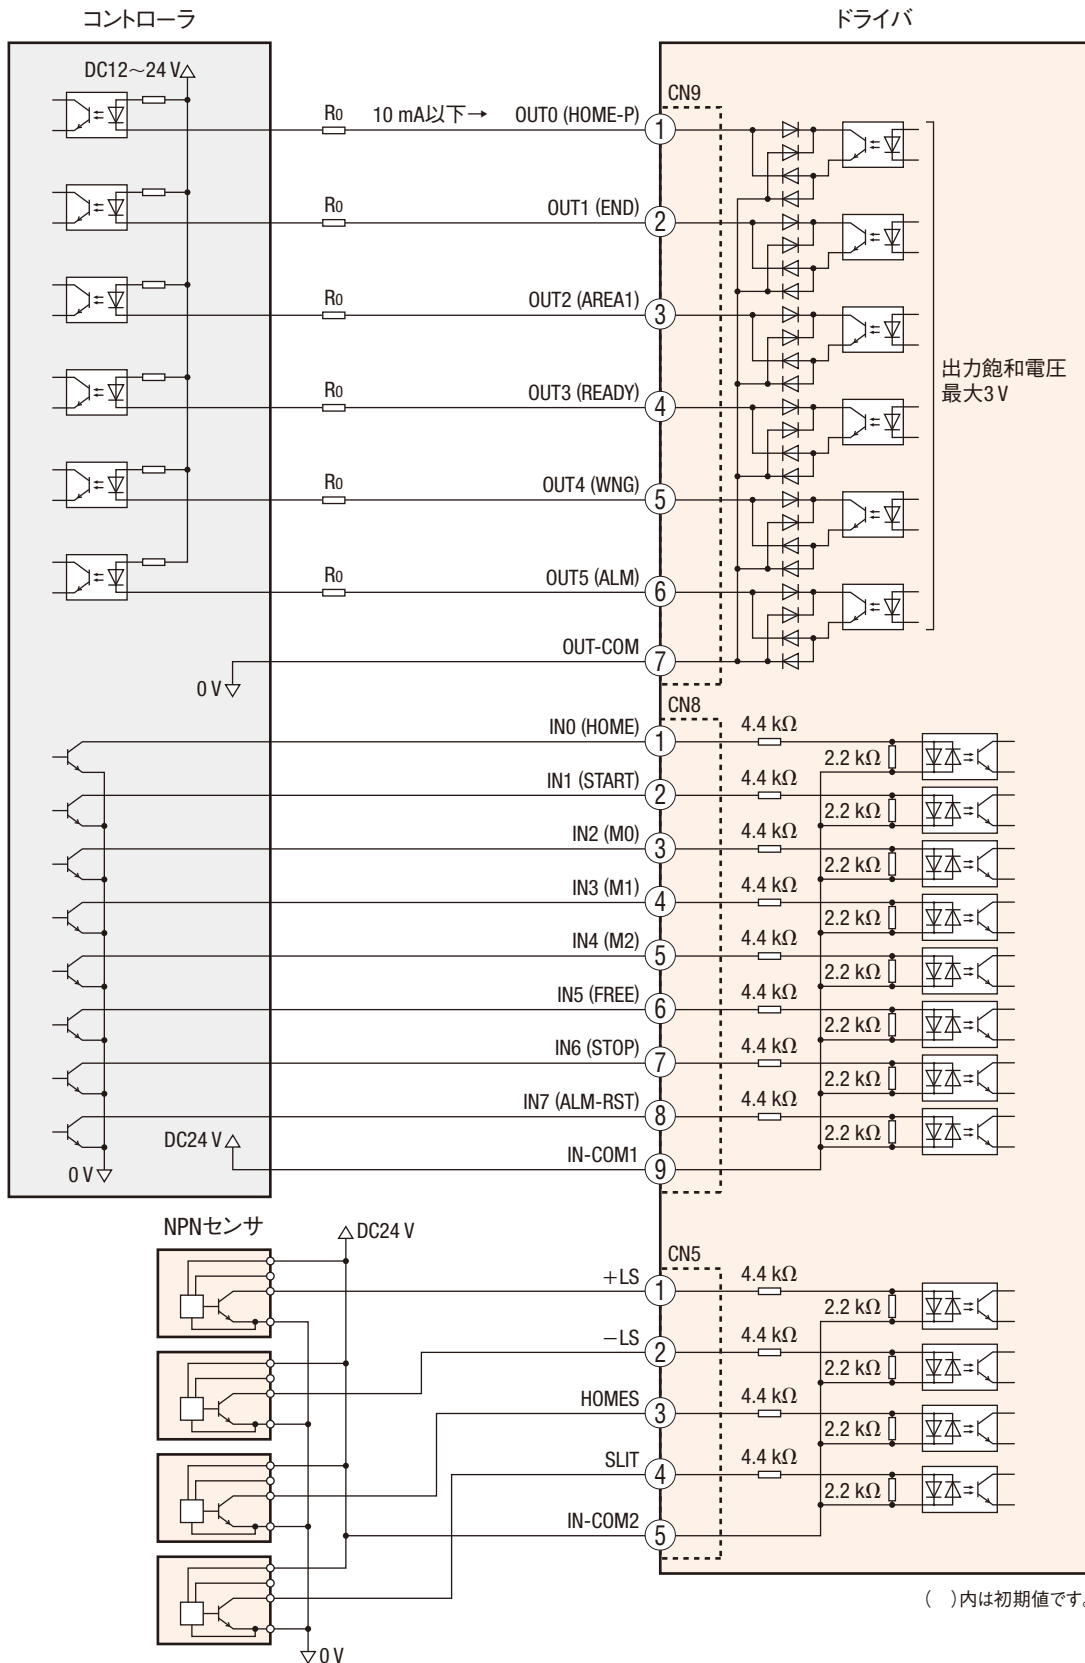 コントローラ
ドライバ
DC12～24 V
CN9
R0
10 mA以下→
OUT0 (HOME-P)
1
R0
OUT1 (END)
2
R0
OUT2 (AREA1)
3
出力飽和電圧
最大3 V
R0
OUT3 (READY)
4
R0
OUT4 (WNG)
5
R0
OUT5 (ALM)
6
OUT-COM
7
0 V
CN8
IN0 (HOME)
1
4.4 kΩ
2.2 kΩ
IN1 (START)
2
4.4 kΩ
2.2 kΩ
IN2 (M0)
3
4.4 kΩ
2.2 kΩ
IN3 (M1)
4
4.4 kΩ
2.2 kΩ
IN4 (M2)
5
4.4 kΩ
2.2 kΩ
IN5 (FREE)
6
4.4 kΩ
2.2 kΩ
IN6 (STOP)
7
4.4 kΩ
2.2 kΩ
IN7 (ALM-RST)
8
4.4 kΩ
2.2 kΩ
DC24 V
IN-COM1
9
0 V
NPNセンサ
DC24 V
CN5
+LS
1
4.4 kΩ
2.2 kΩ
−LS
2
4.4 kΩ
2.2 kΩ
HOMES
3
4.4 kΩ
2.2 kΩ
SLIT
4
4.4 kΩ
2.2 kΩ
IN-COM2
5
( )内は初期値です。
0 V